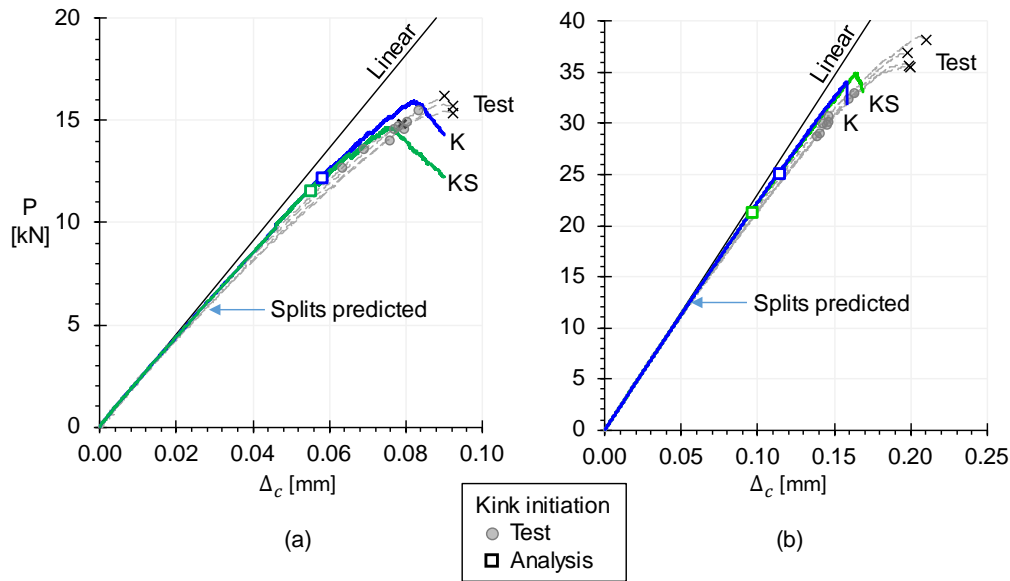 20
15
10
5
0
P
[kN]
0.00 0.02 0.04 0.06 0.08 0.10
Δc [mm]
Linear
Test
K
KS
Splits predicted
(a)
40
35
30
25
20
15
10
5
0
0.00 0.05 0.10 0.15 0.20 0.25
Δc [mm]
Linear
Test
KS
K
Splits predicted
(b)
Kink initiation
Test
Analysis